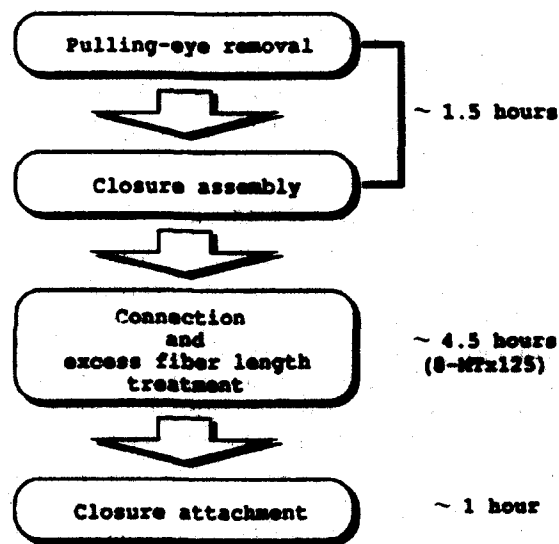 Pulling-eye removal
~ 1.5 hours
Closure assembly
Connection
and
excess fiber length
treatment
~ 4.5 hours
(8-MTx125)
Closure attachment
~ 1 hour